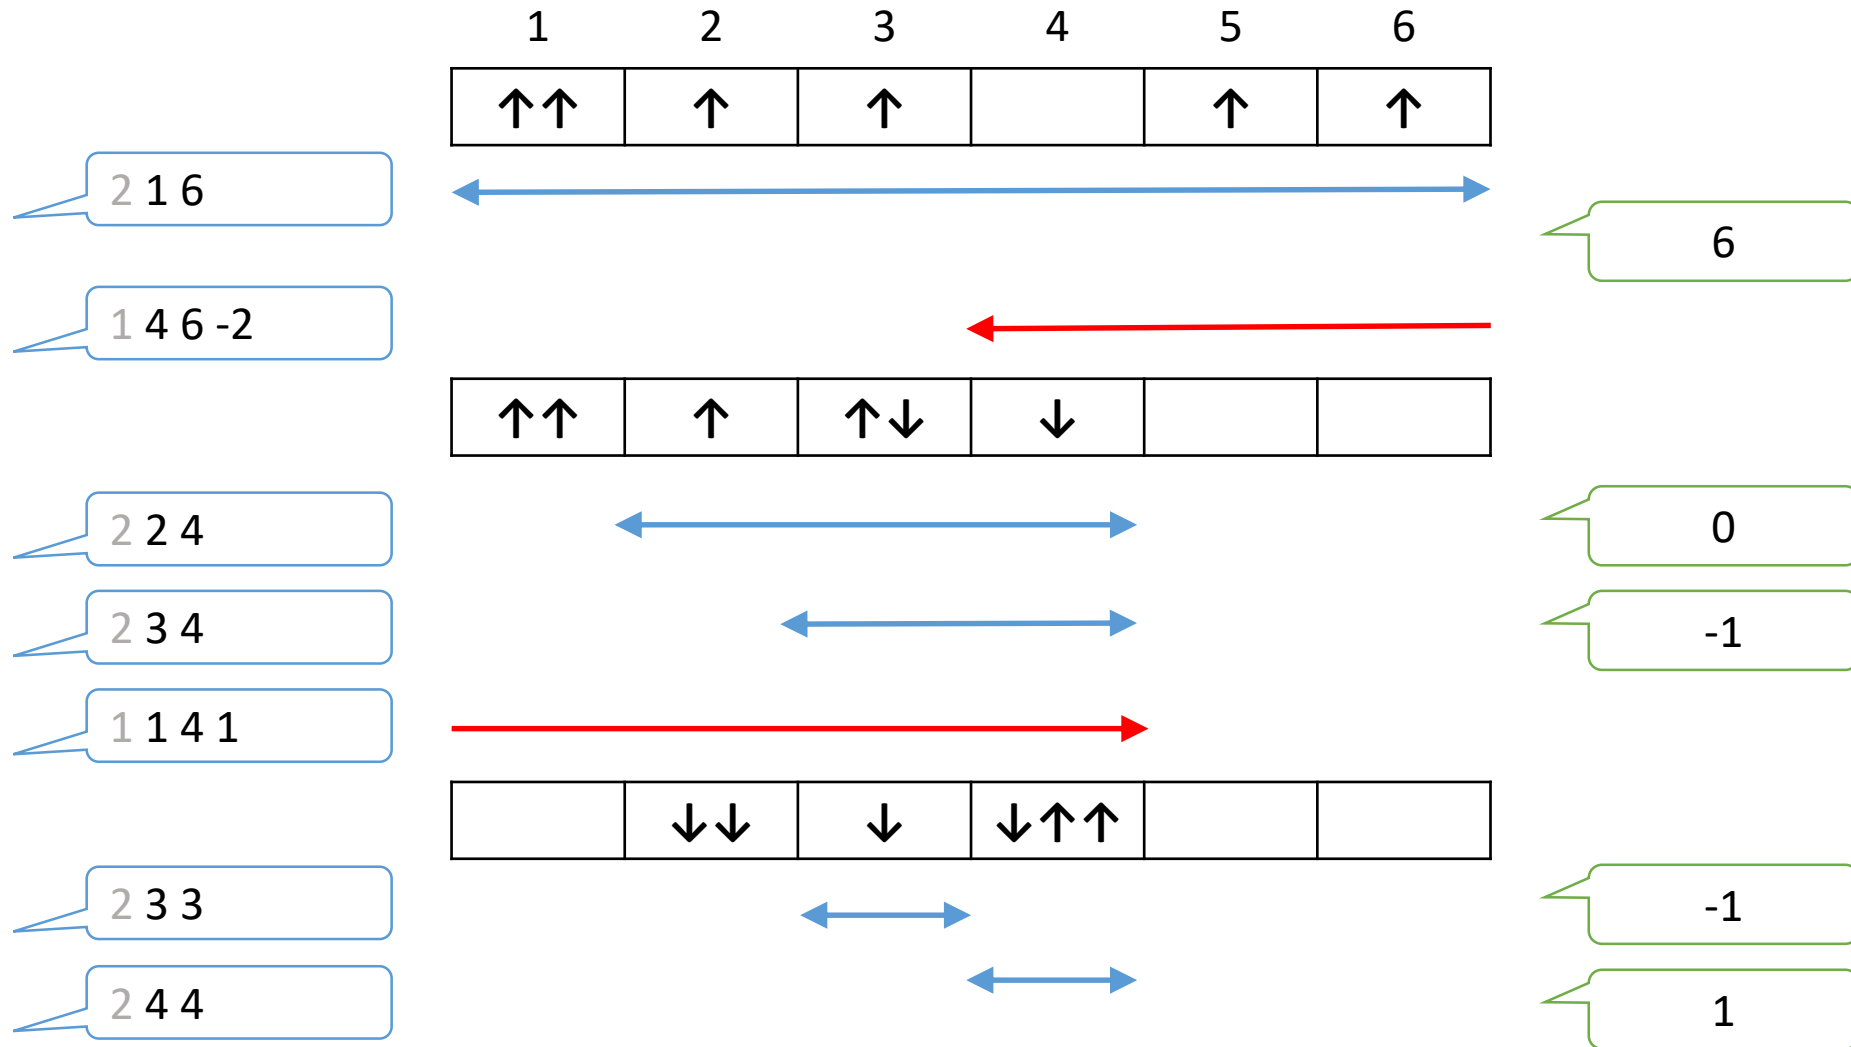 1 2 3 4 5 6
↑↑ ↑ ↑ ↑ ↑
2 1 6
6
1 4 6 -2
↑↑ ↑ ↑↓ ↓
2 2 4
0
2 3 4
-1
1 1 4 1
↓↓ ↓ ↓↑↑
2 3 3
-1
2 4 4
1